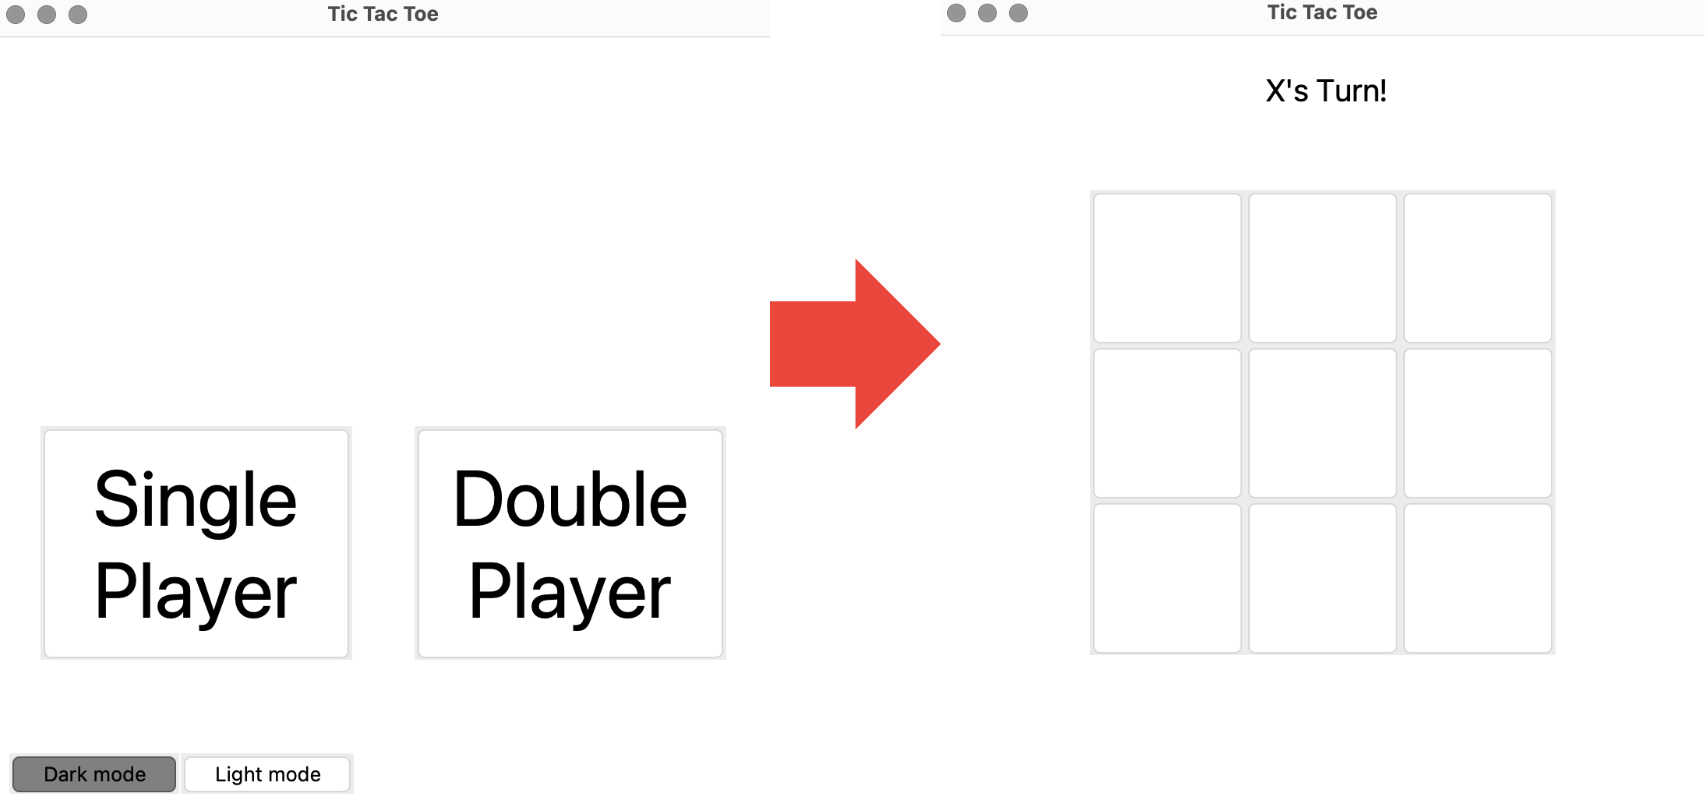 Tic Tac Toe
Single
Player
Double
Player
Dark mode
Light mode
Tic Tac Toe
X's Turn!